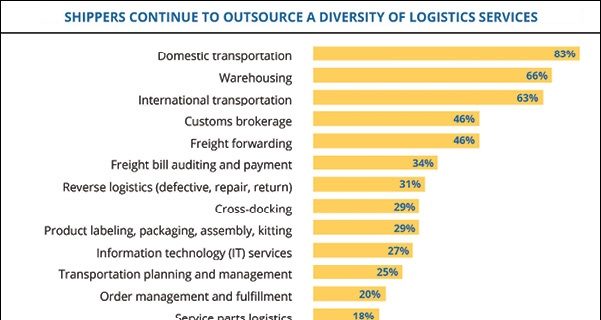 SHIPPERS CONTINUE TO OUTSOURCE A DIVERSITY OF LOGISTICS SERVICES
Domestic transportation 83%
Warehousing 66%
International transportation 63%
Customs brokerage 46%
Freight forwarding 46%
Freight bill auditing and payment 34%
Reverse logistics (defective, repair, return) 31%
Cross-docking 29%
Product labeling, packaging, assembly, kitting 29%
Information technology (IT) services 27%
Transportation planning and management 25%
Order management and fulfillment 20%
Service parts logistics 18%